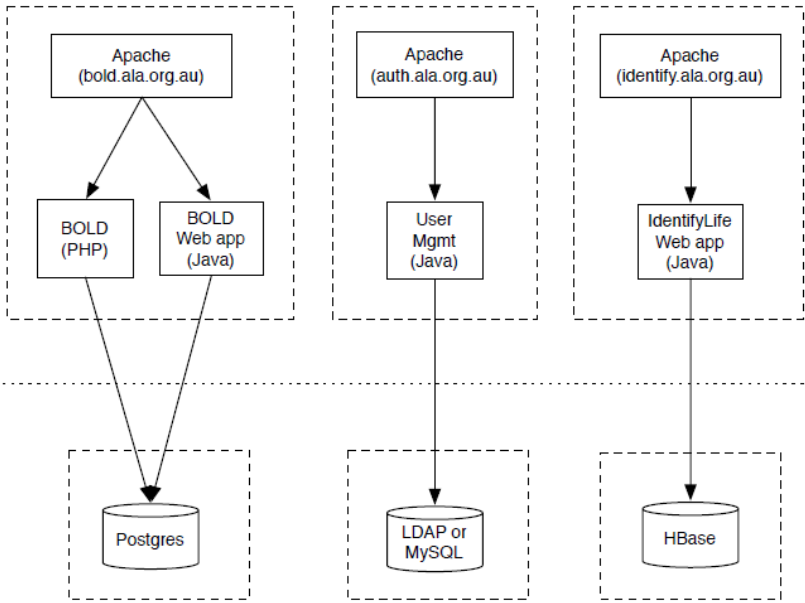 Apache
(bold.ala.org.au)
Apache
(auth.ala.org.au)
Apache
(identify.ala.org.au)
BOLD
(PHP)
BOLD
Web app
(Java)
User
Mgmt
(Java)
IdentifyLife
Web app
(Java)
Postgres
LDAP or
MySQL
HBase